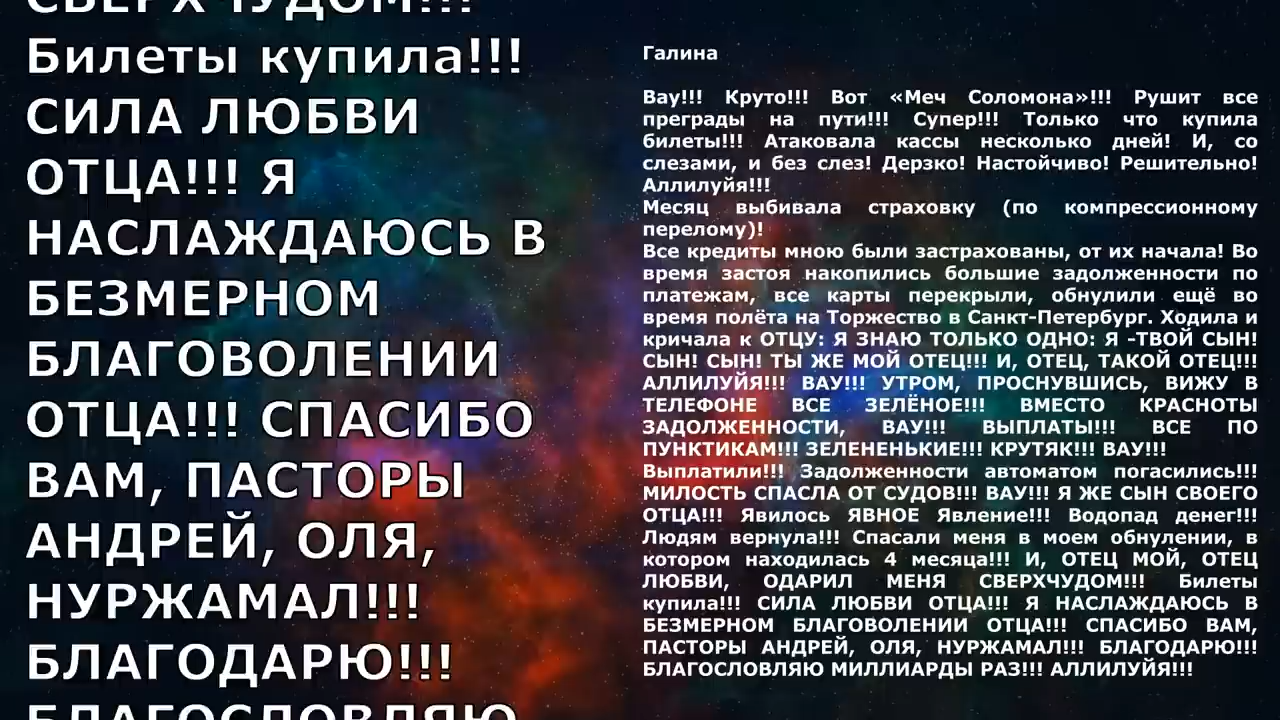 СВЕРХЧУДОМ!!!
Билеты купила!!!
СИЛА ЛЮБВИ
ОТЦА!!! Я
НАСЛАЖДАЮСЬ В
БЕЗМЕРНОМ
БЛАГОВОЛЕНИИ
ОТЦА!!! СПАСИБО
ВАМ, ПАСТОРЫ
АНДРЕЙ, ОЛЯ,
НУРЖАМАЛ!!!
БЛАГОДАРЮ!!!
БЛАГОСЛОВЛЯЮ
Галина
Вау!!! Круто!!! Вот «Меч Соломона»!!! Рушит все
преграды на пути!!! Супер!!! Только что купила
билеты!!! Атаковала кассы несколько дней! И, со
слезами, и без слез! Дерзко! Настойчиво! Решительно!
Аллилуйя!!!
Месяц выбивала страховку (по компрессионному
перелому)!
Все кредиты мною были застрахованы, от их начала! Во
время застоя накопились большие задолженности по
платежам, все карты перекрыли, обнулили ещё во
время полёта на Торжество в Санкт-Петербург. Ходила и
кричала к ОТЦУ: Я ЗНАЮ ТОЛЬКО ОДНО: Я -ТВОЙ СЫН!
СЫН! СЫН! ТЫ ЖЕ МОЙ ОТЕЦ!!! И, ОТЕЦ, ТАКОЙ ОТЕЦ!!!
АЛЛИЛУЙЯ!!! ВАУ!!! УТРОМ, ПРОСНУВШИСЬ, ВИЖУ В
ТЕЛЕФОНЕ ВСЕ ЗЕЛЁНОЕ!!! ВМЕСТО КРАСНОТЫ
ЗАДОЛЖЕННОСТИ, ВАУ!!! ВЫПЛАТЫ!!! ВСЕ ПО
ПУНКТИКАМ!!! ЗЕЛЕНЕНЬКИЕ!!! КРУТЯК!!! ВАУ!!!
Выплатили!!! Задолженности автоматом погасились!!!
МИЛОСТЬ СПАСЛА ОТ СУДОВ!!! ВАУ!!! Я ЖЕ СЫН СВОЕГО
ОТЦА!!! Явилось ЯВНОЕ Явление!!! Водопад денег!!!
Людям вернула!!! Спасали меня в моем обнулении, в
котором находилась 4 месяца!!! И, ОТЕЦ МОЙ, ОТЕЦ
ЛЮБВИ, ОДАРИЛ МЕНЯ СВЕРХЧУДОМ!!! Билеты
купила!!! СИЛА ЛЮБВИ ОТЦА!!! Я НАСЛАЖДАЮСЬ В
БЕЗМЕРНОМ БЛАГОВОЛЕНИИ ОТЦА!!! СПАСИБО ВАМ,
ПАСТОРЫ АНДРЕЙ, ОЛЯ, НУРЖАМАЛ!!! БЛАГОДАРЮ!!!
БЛАГОСЛОВЛЯЮ МИЛЛИАРДЫ РАЗ!!! АЛЛИЛУЙЯ!!!